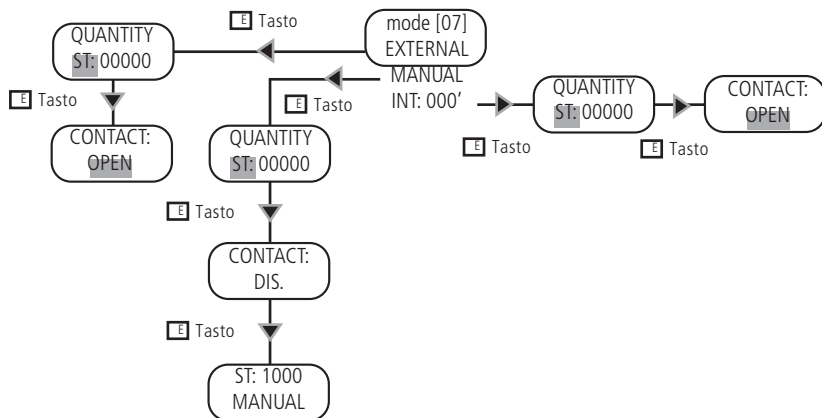 E Tasto
mode [07]
EXTERNAL
MANUAL
INT: 000’
QUANTITY
ST: 00000
E Tasto
CONTACT:
OPEN
E Tasto
QUANTITY
ST: 00000
E Tasto
CONTACT:
DIS.
E Tasto
ST: 1000
MANUAL
QUANTITY
ST: 00000
E Tasto
CONTACT:
OPEN
E Tasto